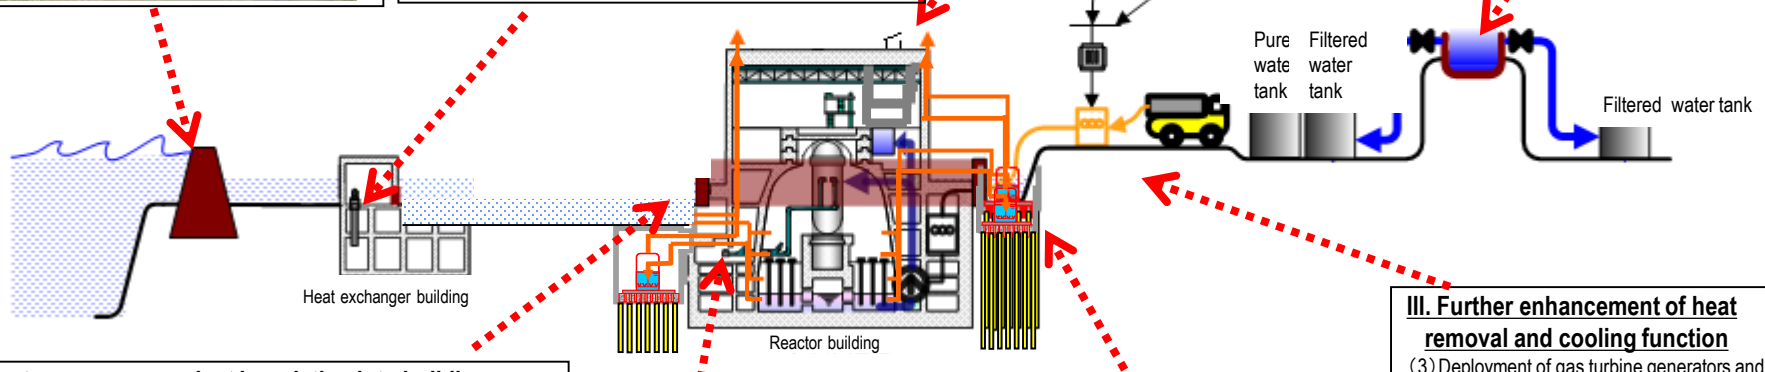 Pure
wate
tank
Filtered
water
tank
Filtered water tank
Heat exchanger building
Reactor building
III. Further enhancement of heat
removal and cooling function
(3)Deployment of gas turbine generators and